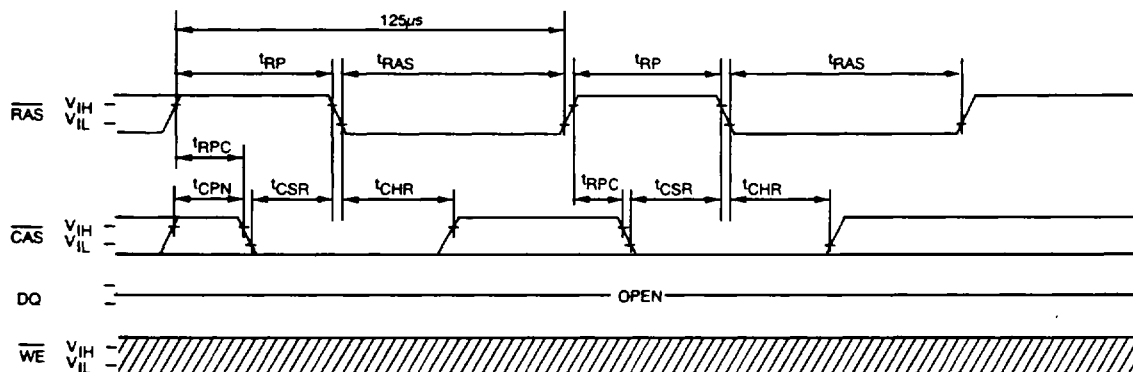 125µs
tRP tRAS tRP tRAS
RAS VIH
VIL
tRPC
tCPN tCSR tCHR tRPC tCSR tCHR
CAS VIH
VIL
DQ OPEN
WE VIH
VIL